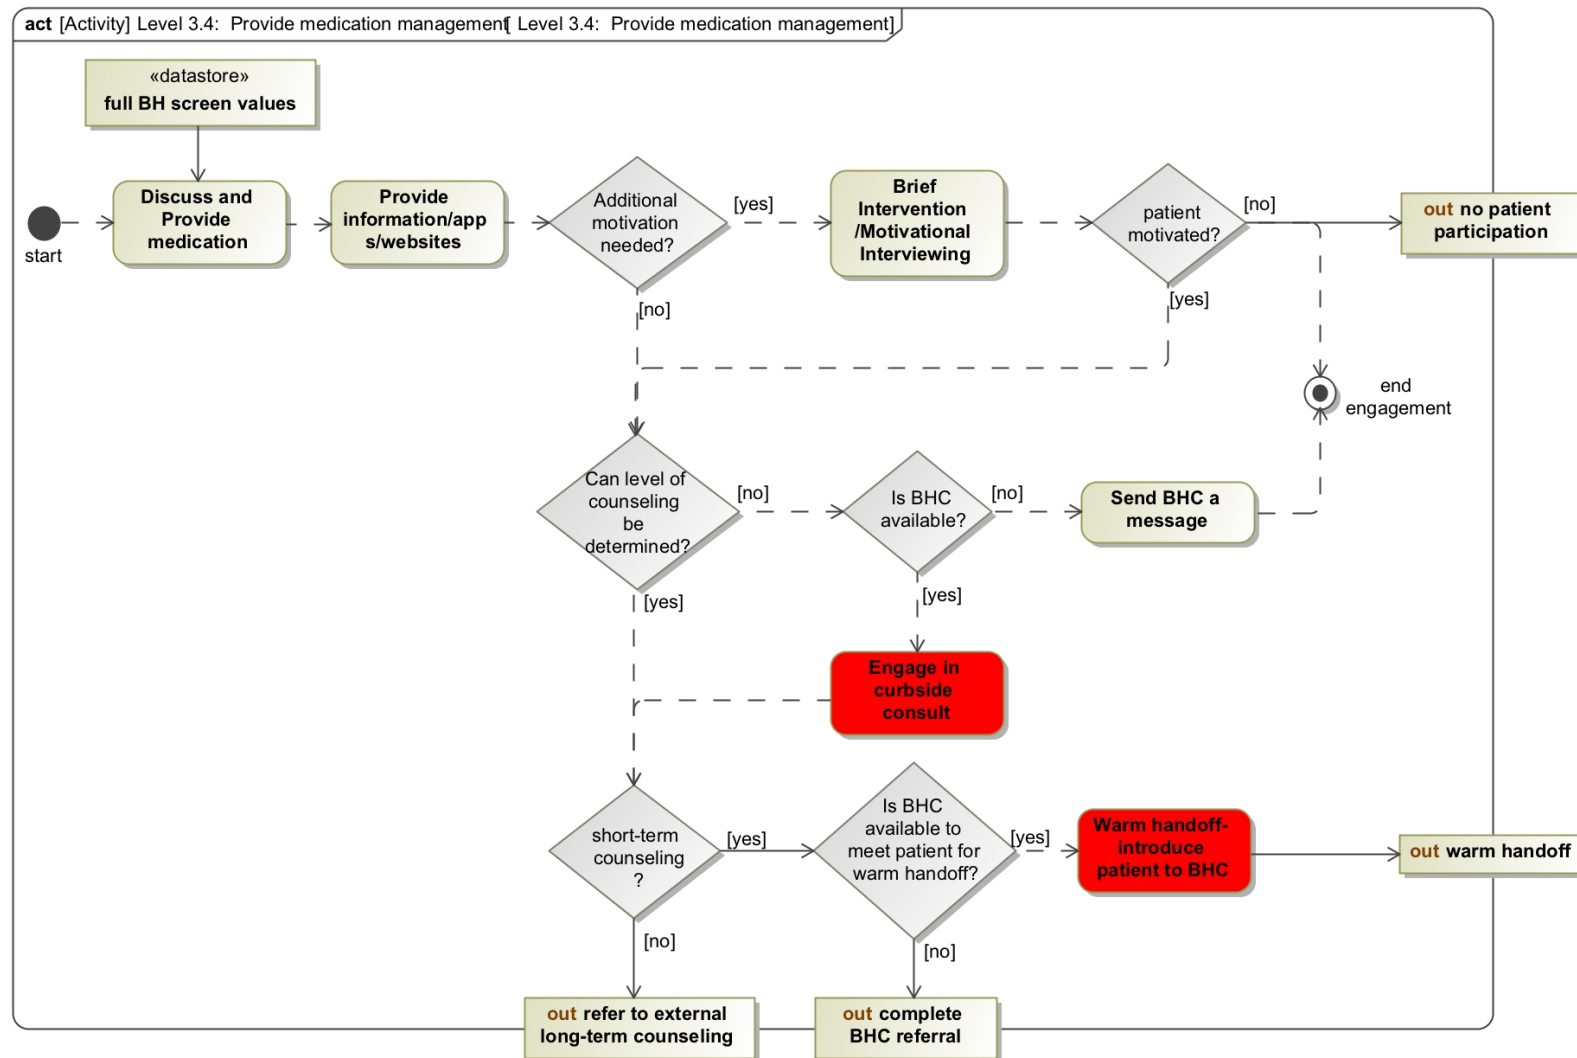 act [Activity] Level 3.4:  Provide medication management[ Level 3.4:  Provide medication management]
«datastore»
full BH screen values
start
Discuss and
Provide
medication
Provide
information/app
s/websites
Additional
motivation
needed?
[yes]
[no]
Brief
Intervention
/Motivational
Interviewing
patient
motivated?
[no]
[yes]
out no patient
participation
end
engagement
Can level of
counseling
be
determined?
[no]
[yes]
Is BHC
available?
[no]
[yes]
Send BHC a
message
Engage in
curbside
consult
short-term
counseling
?
[yes]
[no]
Is BHC
available to
meet patient for
warm handoff?
[yes]
[no]
Warm handoff-
introduce
patient to BHC
out warm handoff
out refer to external
long-term counseling
out complete
BHC referral